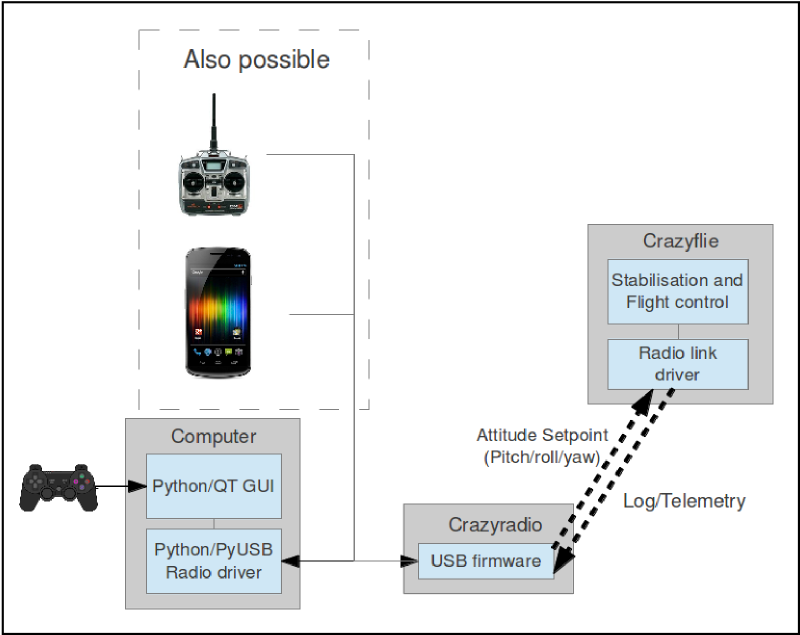 Also possible
Crazyflie
Stabilisation and
Flight control
Radio link
driver
Attitude Setpoint
(Pitch/roll/yaw)
Log/Telemetry
Computer
Python/QT GUI
Python/PyUSB
Radio driver
Crazyradio
USB firmware